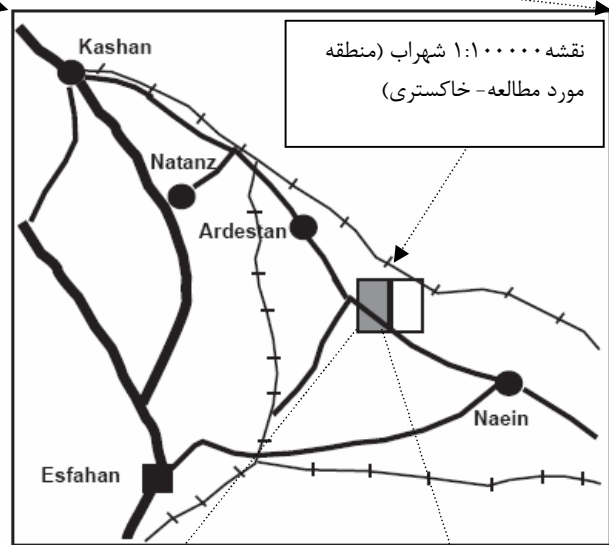 نقشه ۱:۱۰۰۰۰۰ شهراب (منطقه
مورد مطالعه- خاکستری)
Kashan
Natanz
Ardestan
Naein
Esfahan